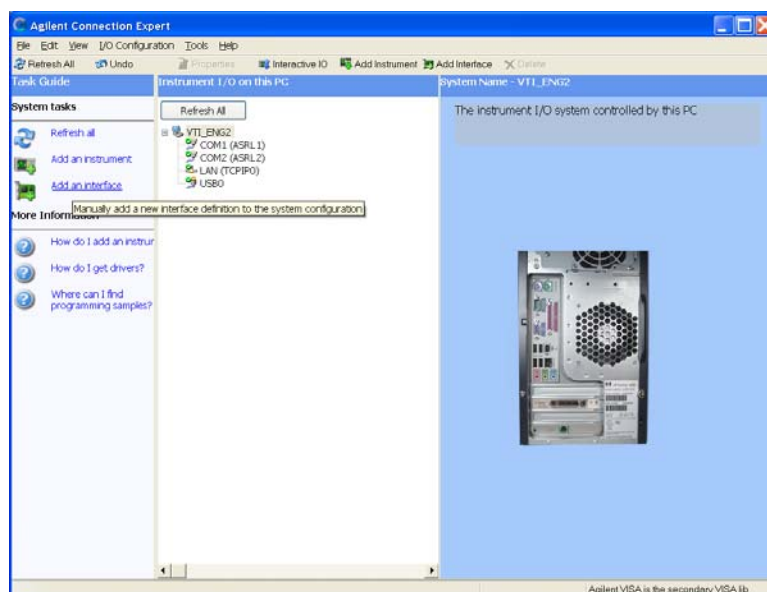 Agilent Connection Expert
File Edit View I/O Configuration Tools Help
Refresh All Undo Properties Interactive IO Add Instrument Add Interface Delete
Task Guide
Instrument I/O on this PC
System Name - VTI_ENG2
System tasks
Refresh all
Add an instrument
Add an interface
Manually add a new interface definition to the system configuration
More Information
How do I add an instrur
How do I get drivers?
Where can I find
programming samples?
Refresh All
VTI_ENG2
COM1 (ASRL1)
COM2 (ASRL2)
LAN (TCPIP0)
USB0
The instrument I/O system controlled by this PC
Agilent VISA is the secondary VISA lib